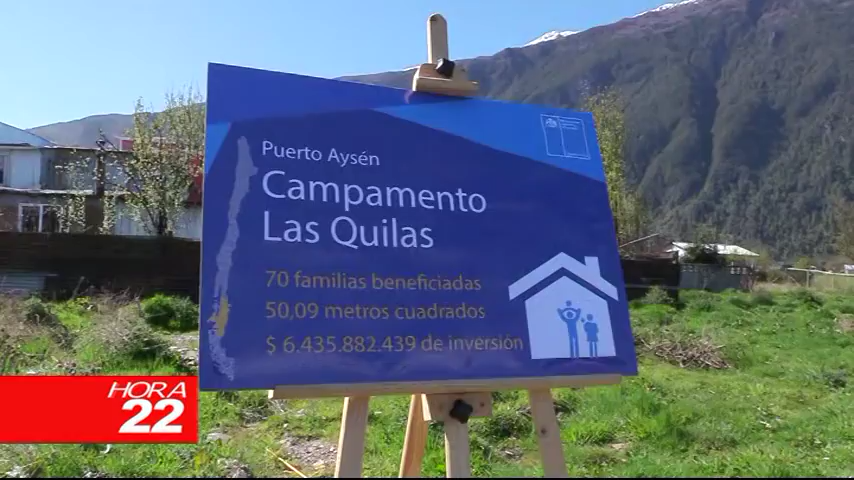 Puerto Aysén
Campamento
Las Quilas
70 familias beneficiadas
50,09 metros cuadrados
$ 6.435.882.439 de inversión
HORA
22